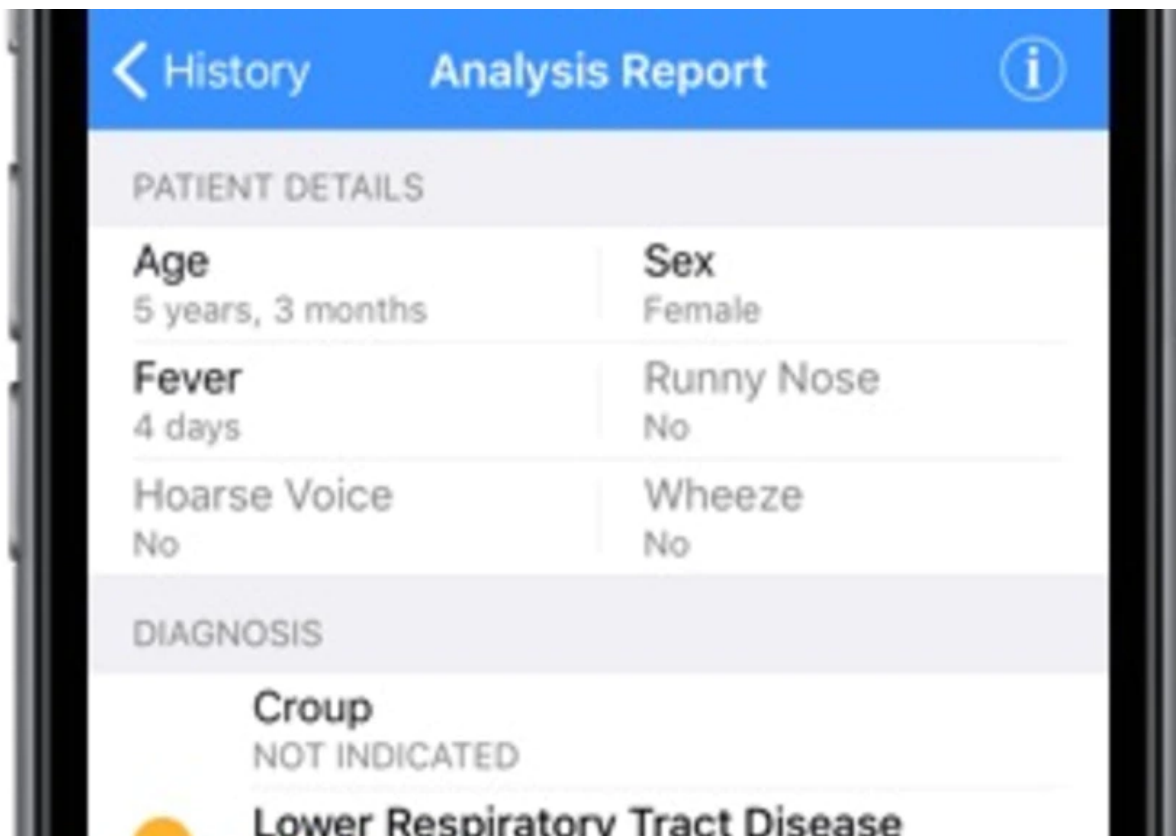 History Analysis Report
PATIENT DETAILS
Age Sex
5 years, 3 months Female
Fever Runny Nose
4 days No
Hoarse Voice Wheeze
No No
DIAGNOSIS
Croup
NOT INDICATED
Lower Respiratory Tract Disease